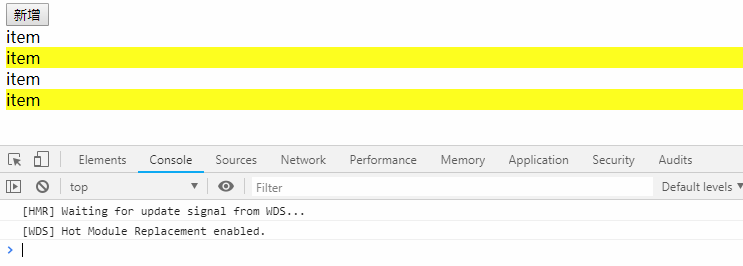 新增
item
item
item
item
Elements Console Sources Network Performance Memory Application Security Audits
top Filter Default levels
[HMR] Waiting for update signal from WDS...
[WDS] Hot Module Replacement enabled.